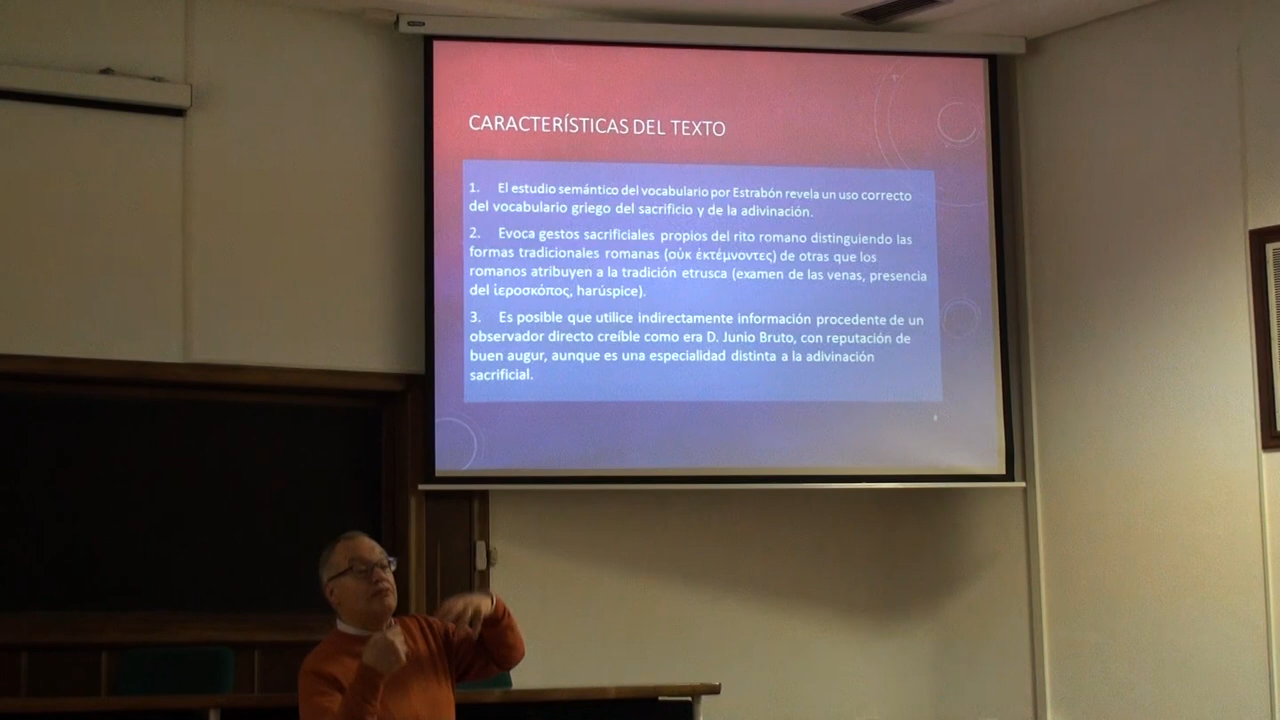 CARACTERÍSTICAS DEL TEXTO
1. El estudio semántico del vocabulario por Estrabón revela un uso correcto
del vocabulario griego del sacrificio y de la adivinación.
2. Evoca gestos sacrificiales propios del rito romano distinguiendo las
formas tradicionales romanas (οὐκ ἐκτέμνοντες) de otras que los
romanos atribuyen a la tradición etrusca (examen de las venas, presencia
del ἱεροσκόπος, harúspice).
3. Es posible que utilice indirectamente información procedente de un
observador directo creíble como era D. Junio Bruto, con reputación de
buen augur, aunque es una especialidad distinta a la adivinación
sacrificial.